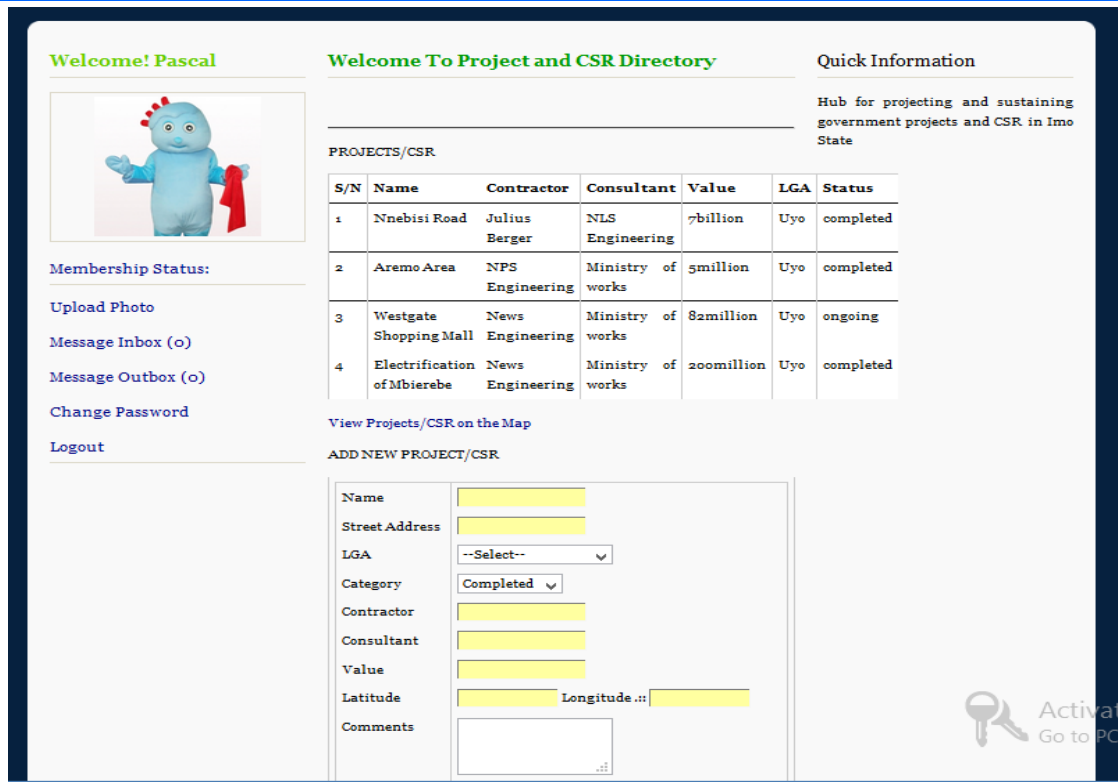 Welcome! Pascal
Membership Status:
Upload Photo
Message Inbox (0)
Message Outbox (0)
Change Password
Logout
Welcome To Project and CSR Directory
PROJECTS/CSR
S/N Name Contractor Consultant Value LGA Status
1 Nnebisi Road Julius Berger NLS Engineering 7billion Uyo completed
2 Aremo Area NPS Engineering Ministry of works 5million Uyo completed
3 Westgate Shopping Mall News Engineering Ministry of works 82million Uyo ongoing
4 Electrification of Mbierebe News Engineering Ministry of works 200million Uyo completed
View Projects/CSR on the Map
ADD NEW PROJECT/CSR
Name
Street Address
LGA --Select--
Category Completed
Contractor
Consultant
Value
Latitude Longitude .::
Comments
Quick Information
Hub for projecting and sustaining
government projects and CSR in Imo
State
Activat
Go to PC